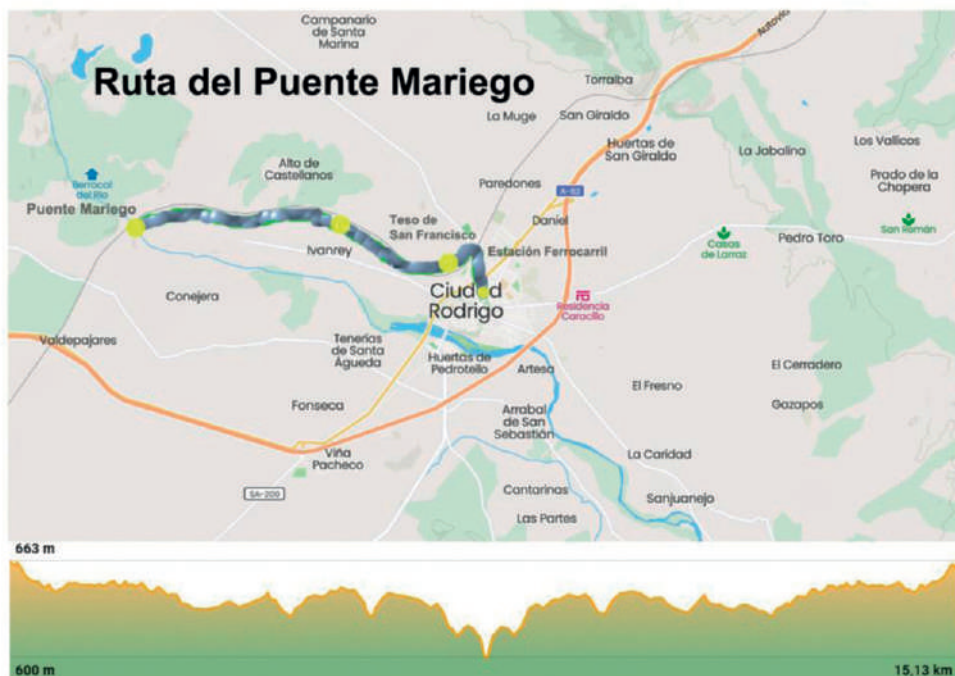 Campanario
de Santa
Marina
Autovía
Ruta del Puente Mariego
Torralba
La Muge
San Giraldo
Huertas de
San Giraldo
La Jabalina
Los Vallicos
Prado de la
Chopera
Alto de
Castellanos
Berrocal
del Río
Paredones
A-62
Puente Mariego
Teso de
San Francisco
Daniel
Ivanrey
Estación Ferrocarril
Casas
de Larraz
Pedro Toro
San Román
Conejera
Ciudad
Rodrigo
Residencia
Caracillo
Valdepajares
Tenerías
de Santa
Águeda
Huertas de
Pedrotello
Artesa
El Cerradero
El Fresno
Gazapos
Fonseca
Arrabal
de San
Sebastián
Viña
Pacheco
La Caridad
SA-200
Cantarinas
Sanjuanejo
Las Partes
663 m
600 m
15,13 km